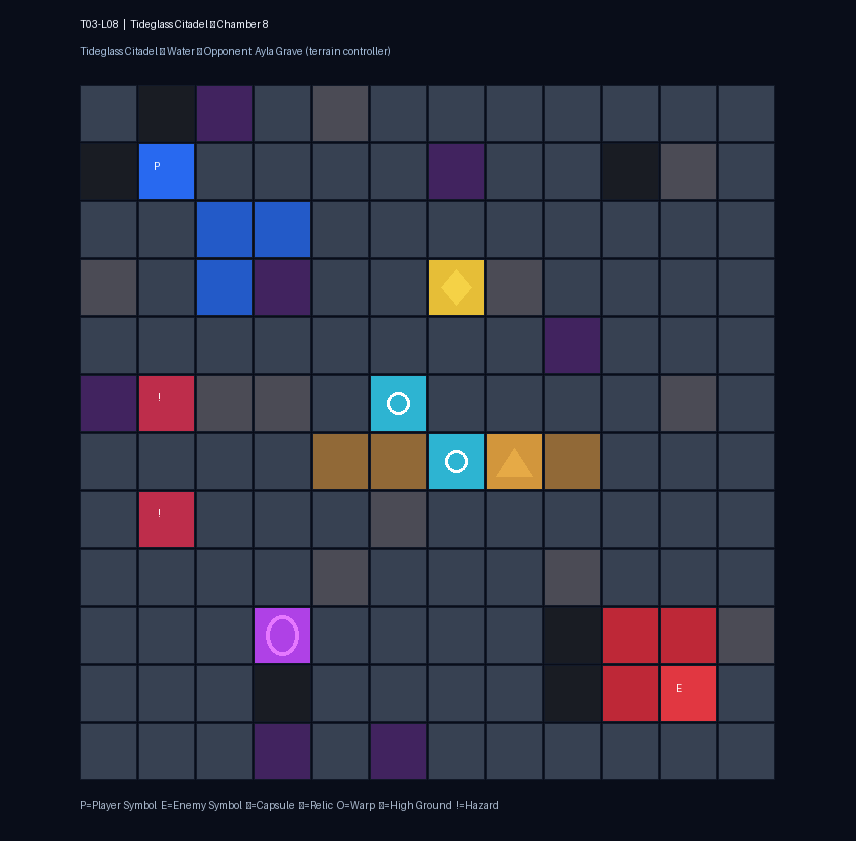 T03-L08 | Tideglass Citadel ▯ Chamber 8
Tideglass Citadel ▯ Water ▯ Opponent: Ayla Grave (terrain controller)
P
!
!
E
P=Player Symbol E=Enemy Symbol ▯=Capsule ▯=Relic O=Warp ▯=High Ground !=Hazard